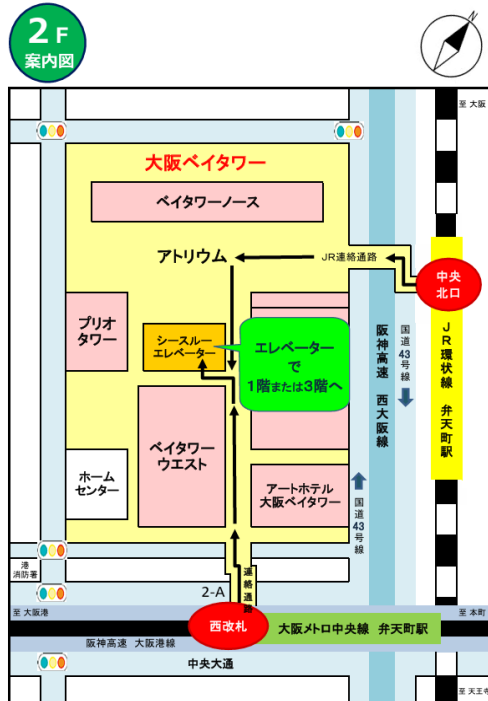 2F
案内図
N
至 大阪
大阪ベイタワー
ベイタワーノース
アトリウム
JR連絡通路
中央
北口
プリオ
タワー
シースルー
エレベーター
エレベーター
で
1階または3階へ
阪神高速 西大阪線
国道43号線
JR環状線 弁天町駅
ベイタワー
ウエスト
ホーム
センター
アートホテル
大阪ベイタワー
国道43号線
港
消防署
2-A
連絡通路
至 大阪港
西改札
大阪メトロ中央線 弁天町駅
至 本町
阪神高速 大阪港線
中央大通
至 天王寺